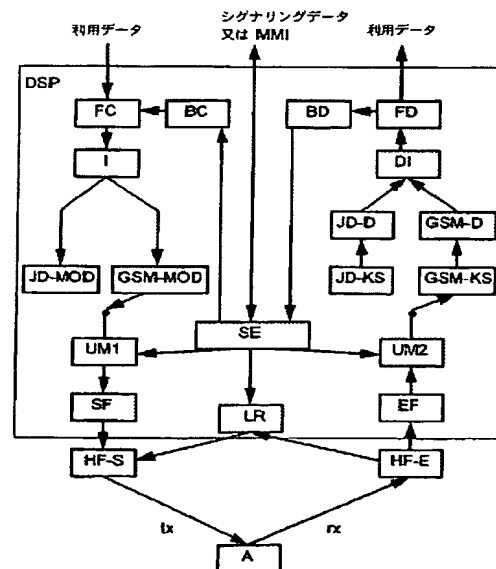 利用データ
シグナリングデータ
又は MMI
利用データ
DSP
FC
BC
BD
FD
I
DI
JD-D
GSM-D
JD-MOD
GSM-MOD
JD-KS
GSM-KS
SE
UM1
UM2
SF
LR
EF
HF-S
HF-E
tx
rx
A